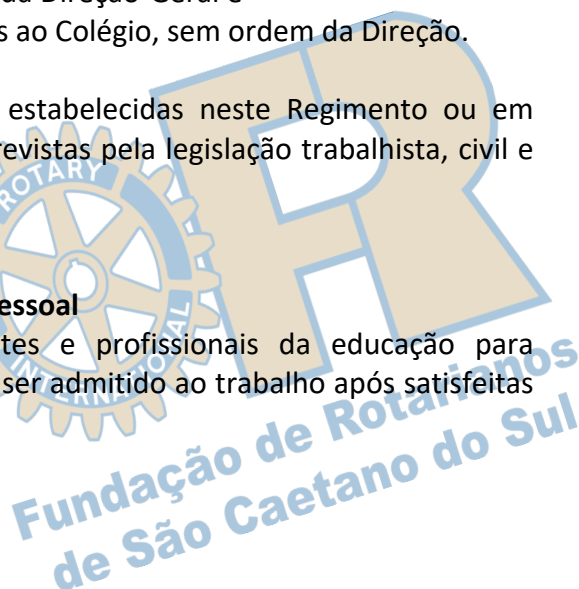 da Direção-Geral e
s ao Colégio, sem ordem da Direção.
estabelecidas neste Regimento ou em
revistas pela legislação trabalhista, civil e
essoal
tes e profissionais da educação para
ser admitido ao trabalho após satisfeitas
ROTARY
INTERNATIONAL
R
Fundação de Rotarianos
de São Caetano do Sul